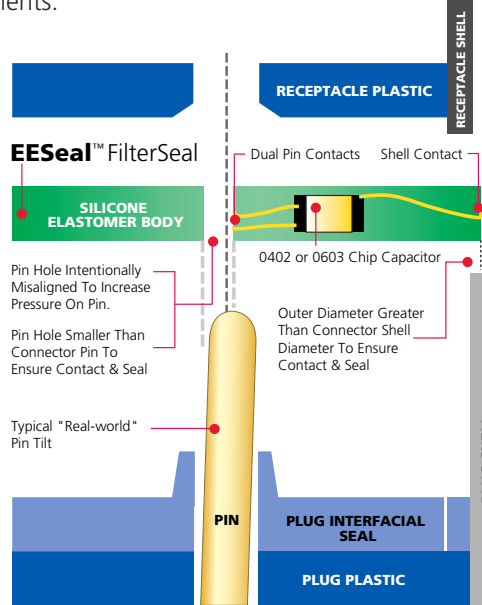 RECEPTACLE SHELL
RECEPTACLE PLASTIC
EESeal™ FilterSeal
Dual Pin Contacts
Shell Contact
SILICONE
ELASTOMER BODY
0402 or 0603 Chip Capacitor
Pin Hole Intentionally
Misaligned To Increase
Pressure On Pin.
Pin Hole Smaller Than
Connector Pin To
Ensure Contact & Seal
Outer Diameter Greater
Than Connector Shell
Diameter To Ensure
Contact & Seal
Typical "Real-world"
Pin Tilt
PIN
PLUG INTERFACIAL
SEAL
PLUG PLASTIC